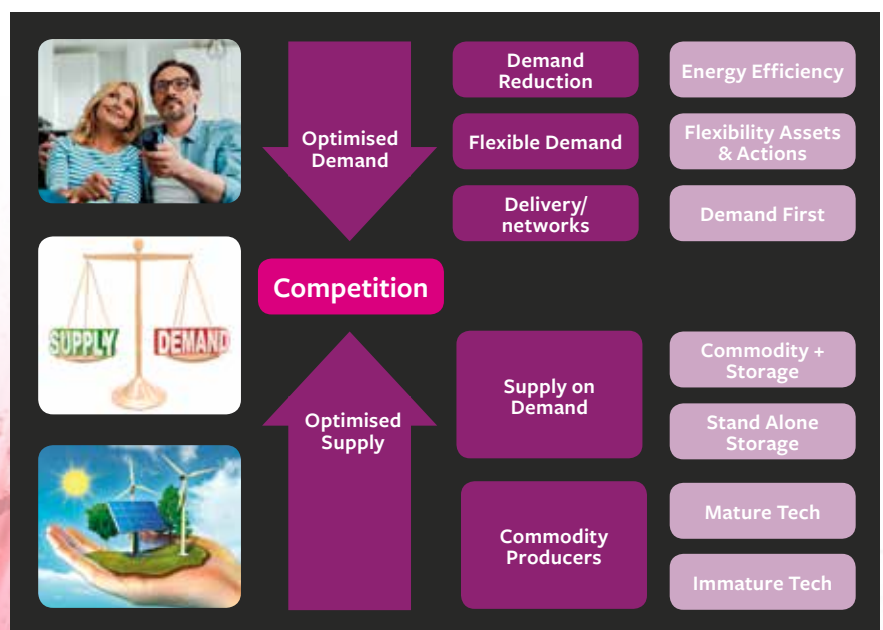 Demand
Reduction
Energy Efficiency
Optimised
Demand
Flexible Demand
Flexibility Assets
& Actions
Delivery/
networks
Demand First
Competition
SUPPLY
DEMAND
Optimised
Supply
Supply on
Demand
Commodity +
Storage
Stand Alone
Storage
Commodity
Producers
Mature Tech
Immature Tech